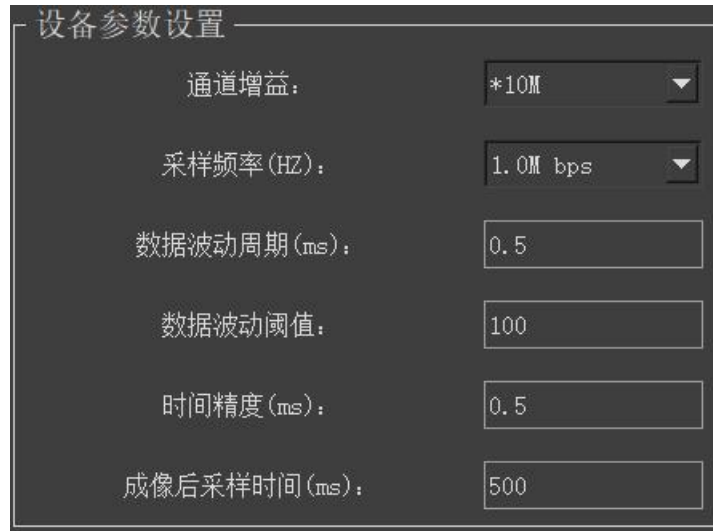 设备参数设置
通道增益： *10M
采样频率(HZ)： 1.0M bps
数据波动周期(ms)： 0.5
数据波动阈值： 100
时间精度(ms)： 0.5
成像后采样时间(ms)： 500